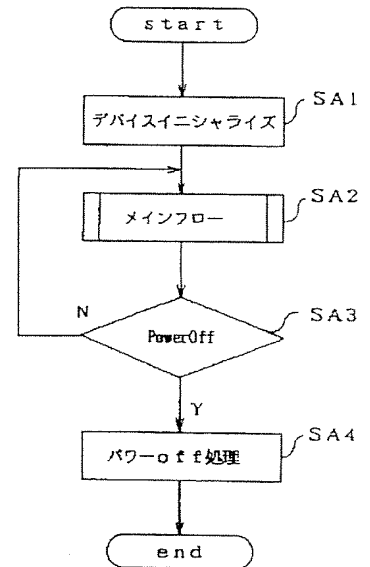 start
デバイスイニシャライズ
SA1
メインフロー
SA2
PowerOff
SA3
N
Y
パワーoff処理
SA4
end